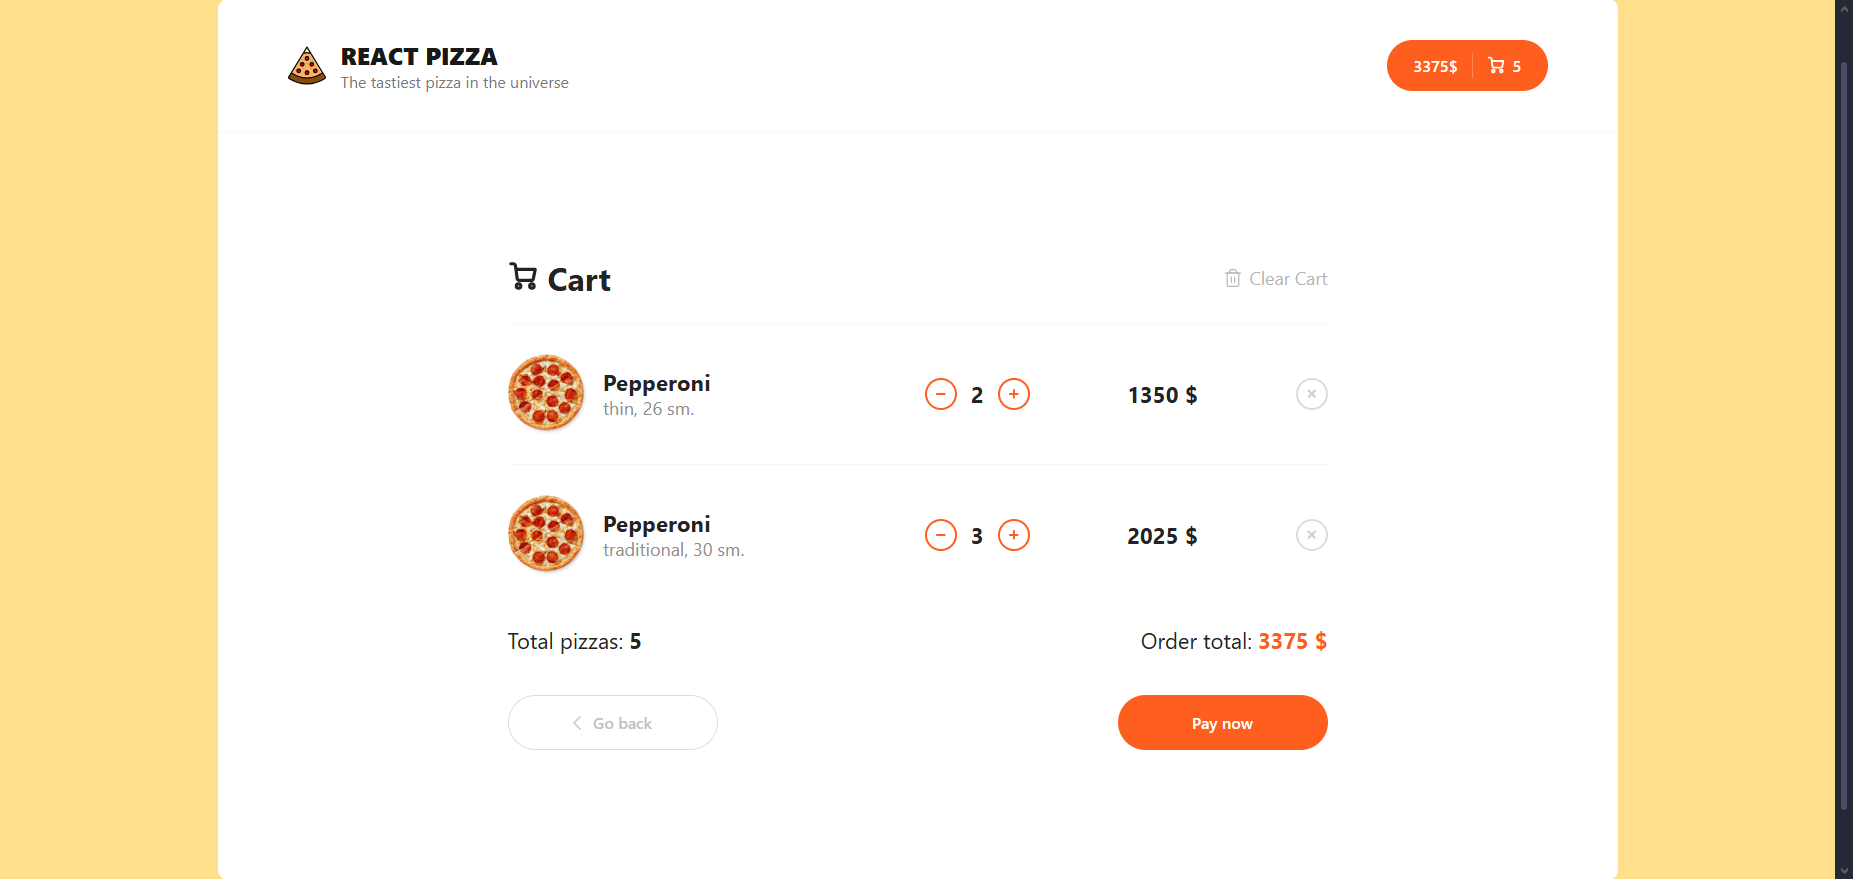 REACT PIZZA
The tastiest pizza in the universe
3375$ 5
Cart
Clear Cart
Pepperoni
thin, 26 sm.
2
1350 $
Pepperoni
traditional, 30 sm.
3
2025 $
Total pizzas: 5
Order total: 3375 $
Go back
Pay now